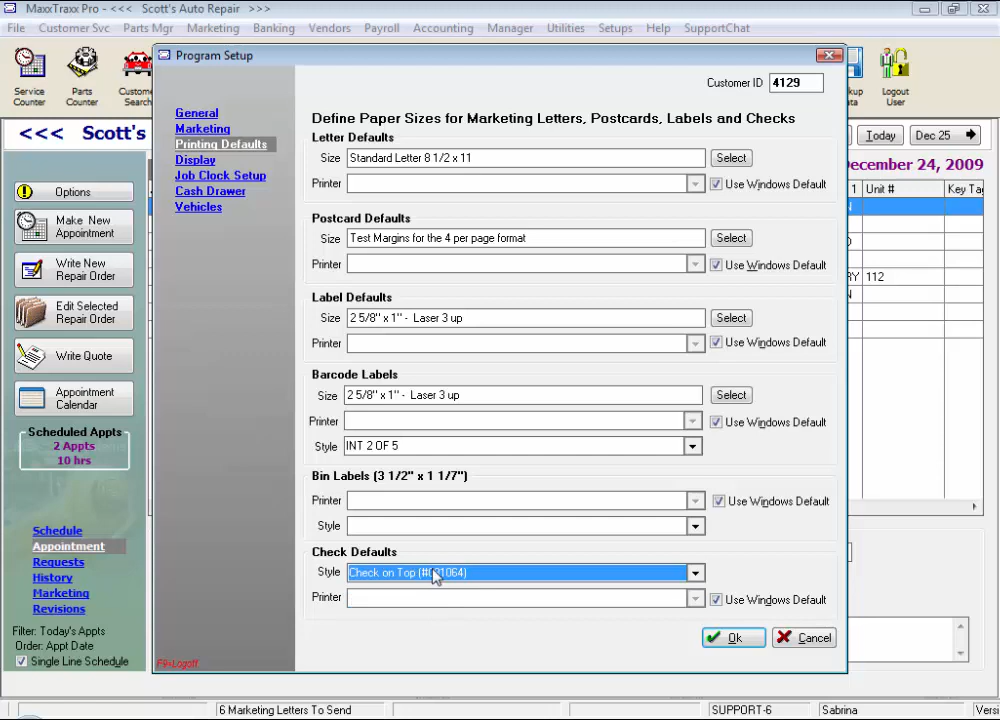 MaxxTraxx Pro - <<< Scott's Auto Repair >>>
File Customer Svc Parts Mgr Marketing Banking Vendors Payroll Accounting Manager Utilities Setups Help SupportChat
Service Counter
Parts Counter
Search
Logout User
<<< Scott's
Today
Dec 25
December 24, 2009
Unit #
112
Options
Make New Appointment
Write New Repair Order
Edit Selected Repair Order
Write Quote
Appointment Calendar
Scheduled Appts
2 Appts
10 hrs
Schedule
Appointment
Requests
History
Marketing
Revisions
Filter: Today's Appts
Order: Appt Date
Single Line Schedule
Program Setup
Customer ID 4129
General
Marketing
Printing Defaults
Display
Job Clock Setup
Cash Drawer
Vehicles
F9=Logoff
Define Paper Sizes for Marketing Letters, Postcards, Labels and Checks
Letter Defaults
Size Standard Letter 8 1/2 x 11 Select
Printer Use Windows Default
Postcard Defaults
Size Test Margins for the 4 per page format Select
Printer Use Windows Default
Label Defaults
Size 2 5/8" x 1" - Laser 3 up Select
Printer Use Windows Default
Barcode Labels
Size 2 5/8" x 1" - Laser 3 up Select
Printer Use Windows Default
Style INT 2 OF 5
Bin Labels (3 1/2" x 1 1/7")
Printer Use Windows Default
Style
Check Defaults
Style Check on Top
Printer Use Windows Default
Ok Cancel
6 Marketing Letters To Send
SUPPORT-6
Sabrina